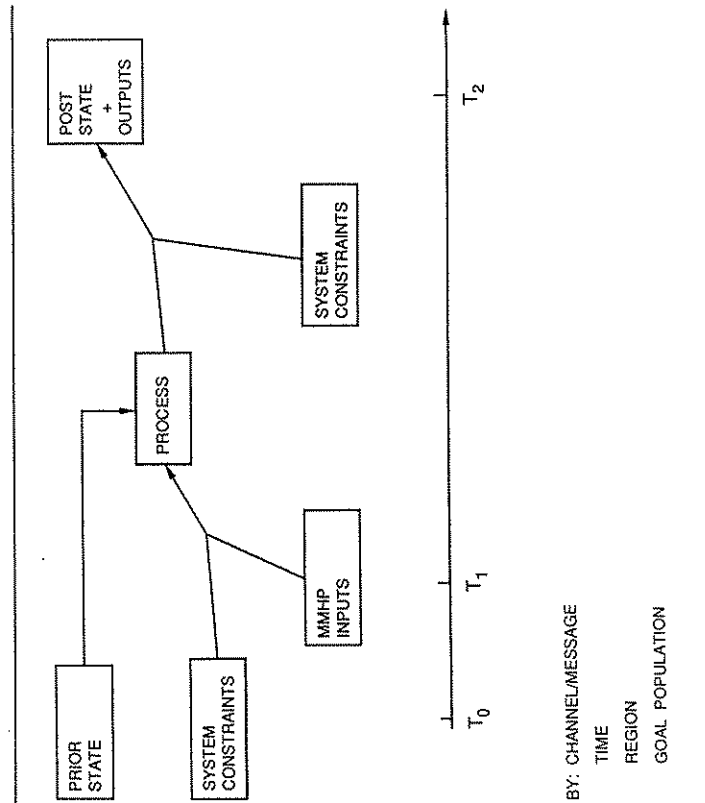 PRIOR
STATE
SYSTEM
CONSTRAINTS
MMHP
INPUTS
PROCESS
SYSTEM
CONSTRAINTS
POST
STATE
+
OUTPUTS
T0
T1
T2
BY: CHANNEL/MESSAGE
TIME
REGION
GOAL POPULATION